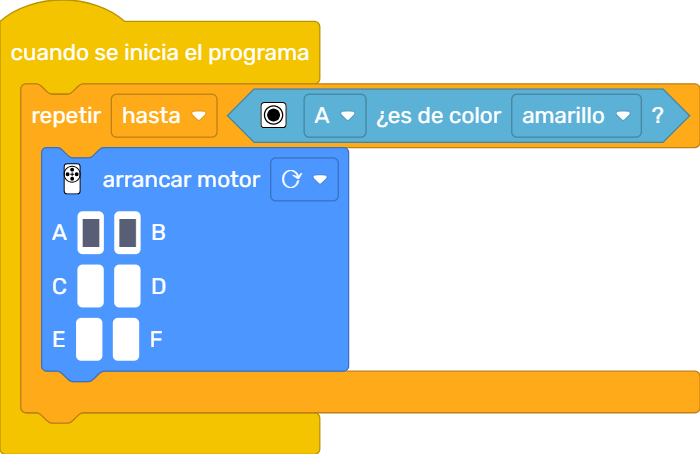 cuando se inicia el programa
repetir hasta A ¿es de color amarillo ?
arrancar motor
A B
C D
E F